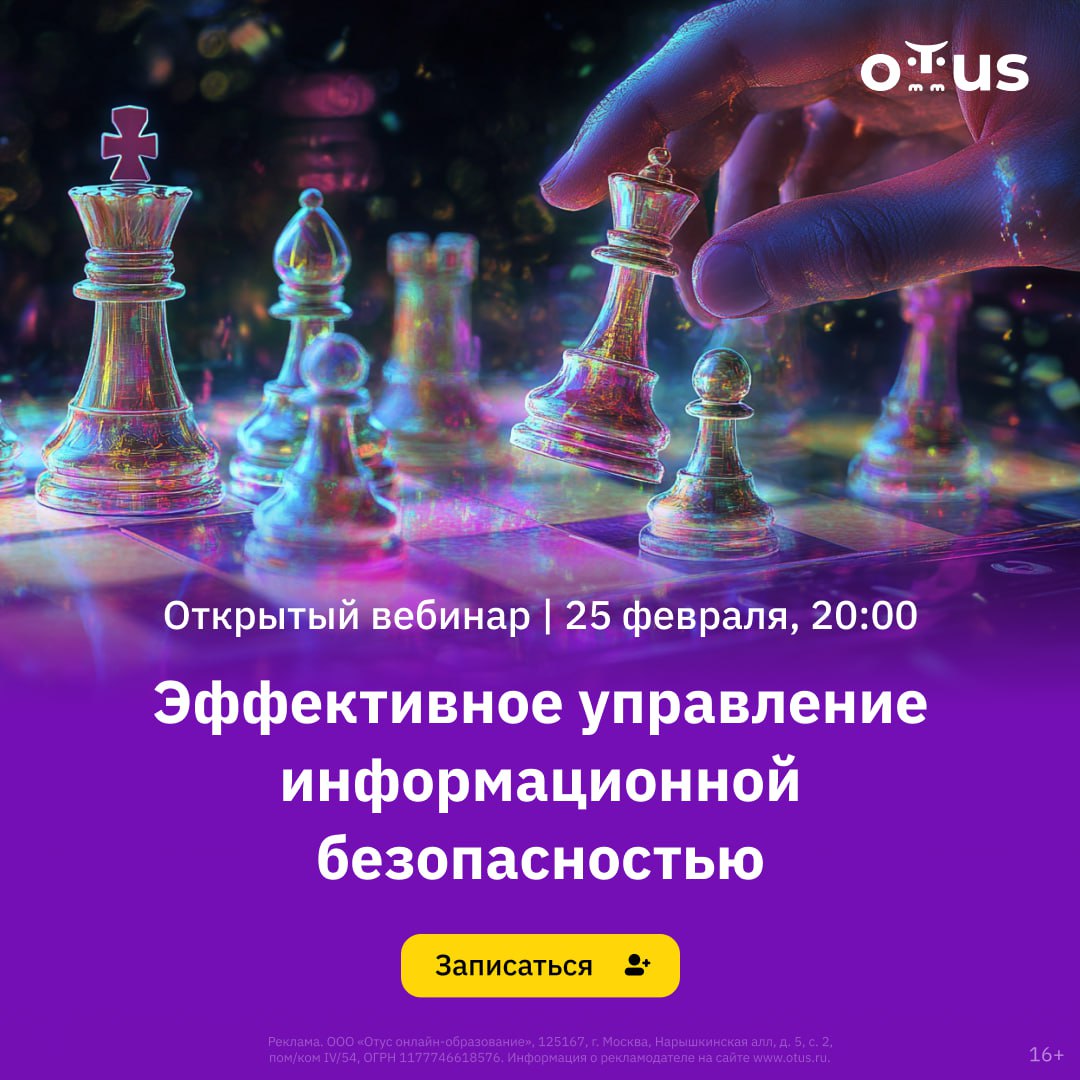 OTUS
Открытый вебинар | 25 февраля, 20:00
Эффективное управление
информационной
безопасностью
Записаться
Реклама. ООО «Отус онлайн-образование», 125167, г. Москва, Нарышкинская алл, д. 5, с. 2,
пом/ком IV/54, ОГРН 1177746618576. Информация о рекламодателе на сайте www.otus.ru.
16+